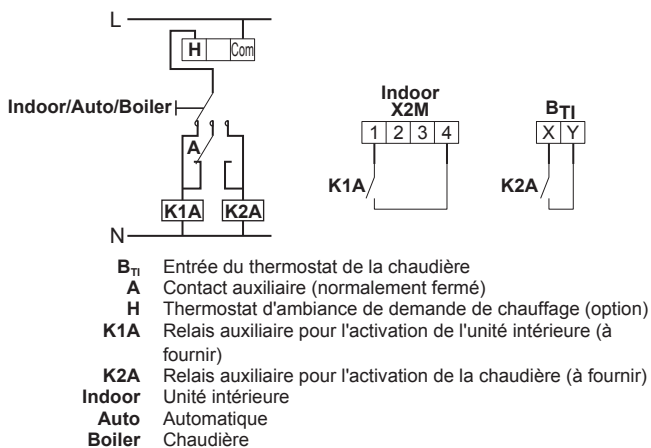 L
H Com
Indoor/Auto/Boiler
A
K1A K2A
N
Indoor
X2M
1 2 3 4
K1A
BTI
X Y
K2A
BTI Entrée du thermostat de la chaudière
A Contact auxiliaire (normalement fermé)
H Thermostat d'ambiance de demande de chauffage (option)
K1A Relais auxiliaire pour l'activation de l'unité intérieure (à
fournir)
K2A Relais auxiliaire pour l'activation de la chaudière (à fournir)
Indoor Unité intérieure
Auto Automatique
Boiler Chaudière